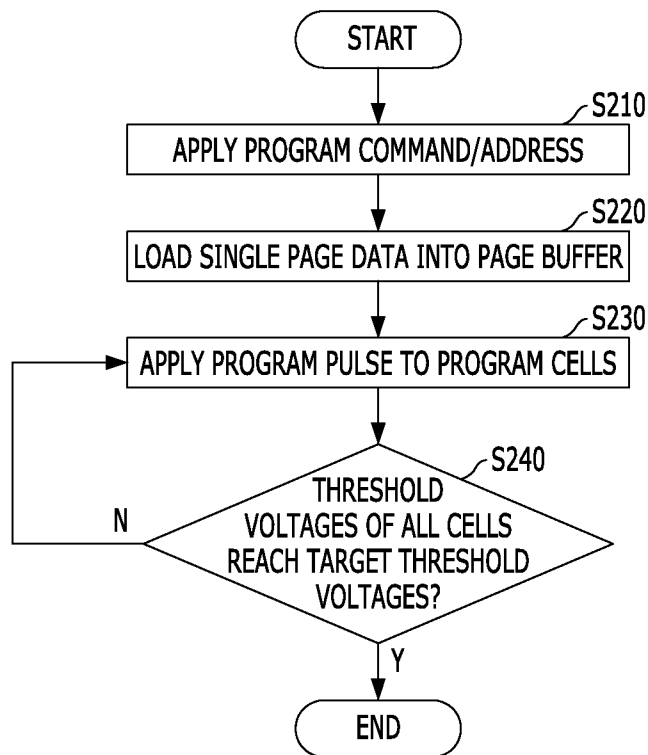 START
S210
APPLY PROGRAM COMMAND/ADDRESS
S220
LOAD SINGLE PAGE DATA INTO PAGE BUFFER
S230
APPLY PROGRAM PULSE TO PROGRAM CELLS
S240
THRESHOLD
VOLTAGES OF ALL CELLS
REACH TARGET THRESHOLD
VOLTAGES?
N
Y
END